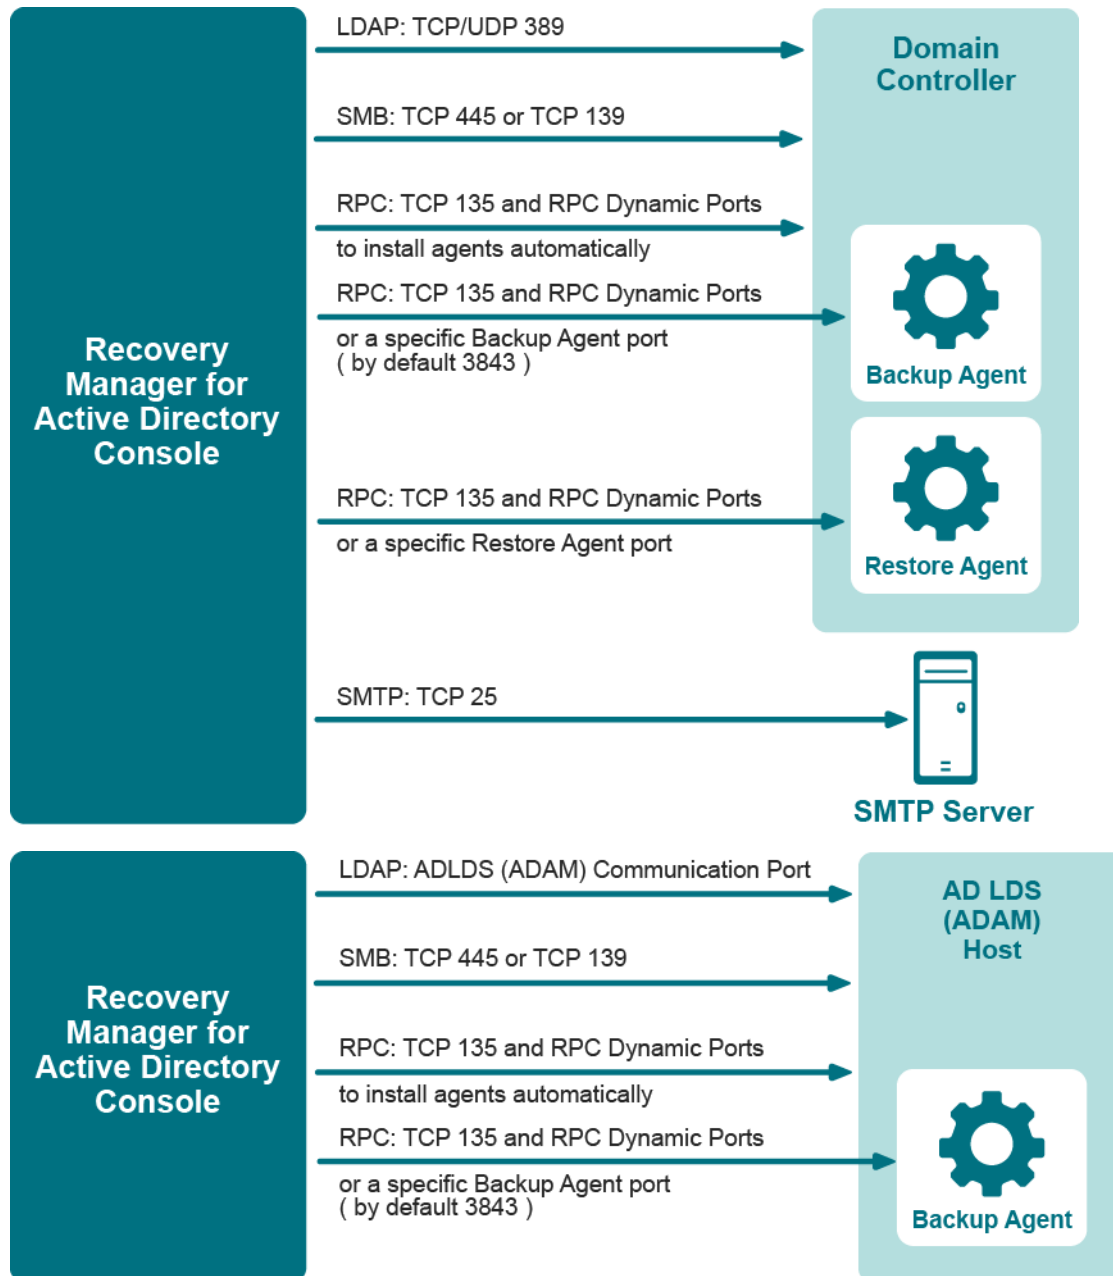 LDAP: TCP/UDP 389
Domain
Controller
SMB: TCP 445 or TCP 139
RPC: TCP 135 and RPC Dynamic Ports
to install agents automatically
RPC: TCP 135 and RPC Dynamic Ports
or a specific Backup Agent port
( by default 3843 )
Backup Agent
Recovery
Manager for
Active Directory
Console
RPC: TCP 135 and RPC Dynamic Ports
or a specific Restore Agent port
Restore Agent
SMTP: TCP 25
SMTP Server
LDAP: ADLDS (ADAM) Communication Port
AD LDS
(ADAM)
Host
SMB: TCP 445 or TCP 139
Recovery
Manager for
Active Directory
Console
RPC: TCP 135 and RPC Dynamic Ports
to install agents automatically
RPC: TCP 135 and RPC Dynamic Ports
or a specific Backup Agent port
( by default 3843 )
Backup Agent